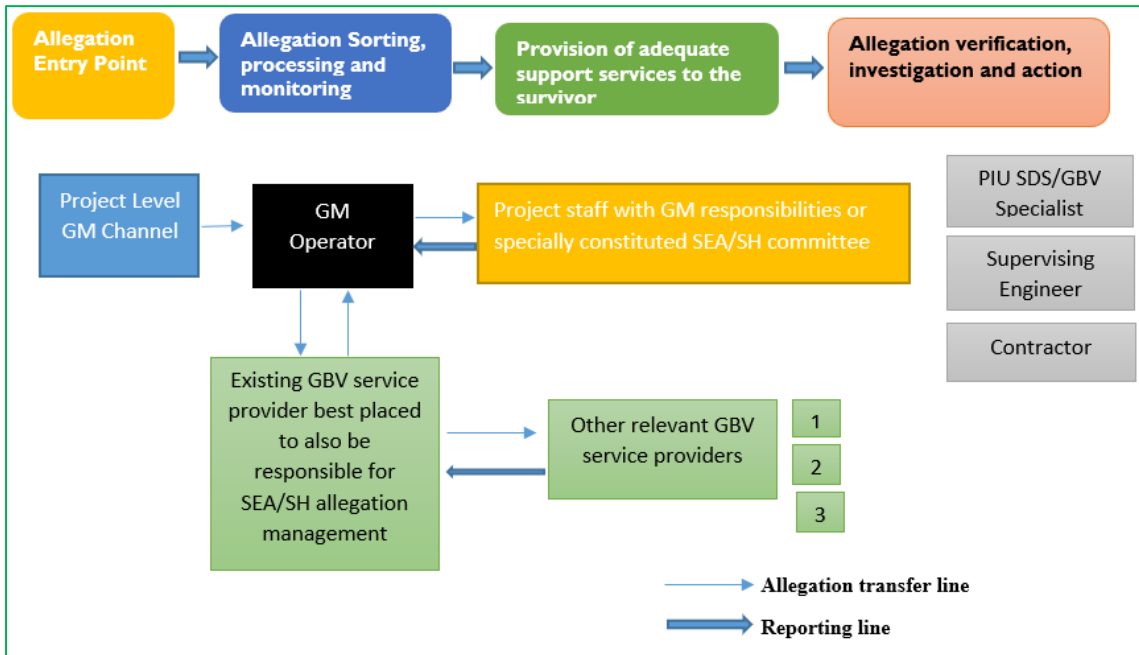 Allegation
Entry Point
Allegation Sorting,
processing and
monitoring
Provision of adequate
support services to the
survivor
Allegation verification,
investigation and action
Project Level
GM Channel
GM
Operator
Project staff with GM responsibilities or
specially constituted SEA/SH committee
PIU SDS/GBV
Specialist
Supervising
Engineer
Contractor
Existing GBV service
provider best placed
to also be
responsible for
SEA/SH allegation
management
Other relevant GBV
service providers
1
2
3
Allegation transfer line
Reporting line